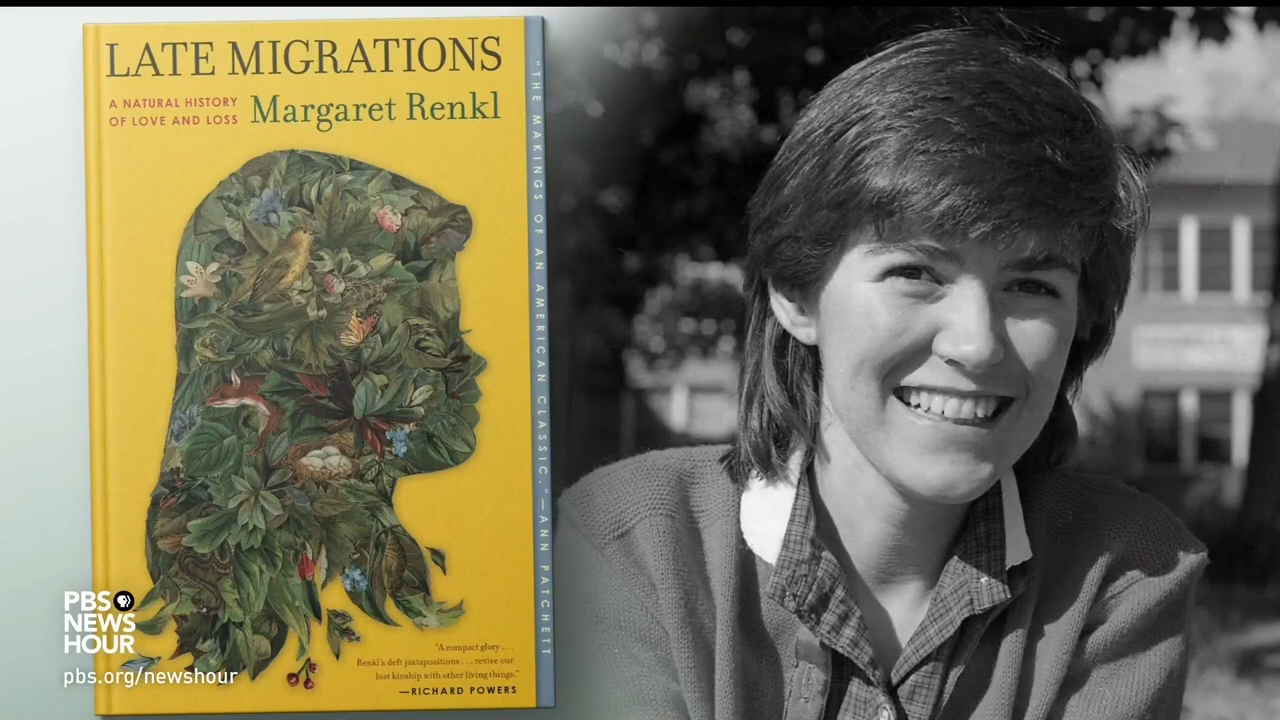 LATE MIGRATIONS
A NATURAL HISTORY
OF LOVE AND LOSS
Margaret Renkl
"THE MAKINGS OF AN AMERICAN CLASSIC."—ANN PATCHETT
"A compact glory . . .
Renkl's deft juxtapositions . . . revive our
lost kinship with other living things."
—RICHARD POWERS
PBS
NEWS
HOUR
pbs.org/newshour